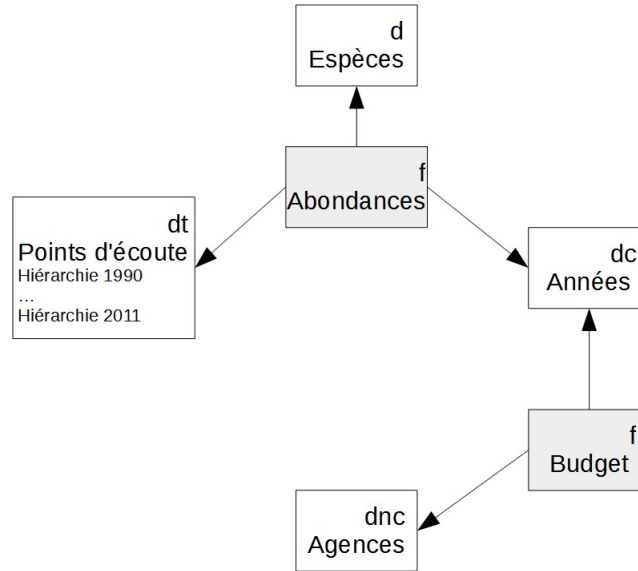 d
Espèces
f
Abondances
dt
Points d'écoute
Hiérarchie 1990
...
Hiérarchie 2011
dc
Années
f
Budget
dnc
Agences